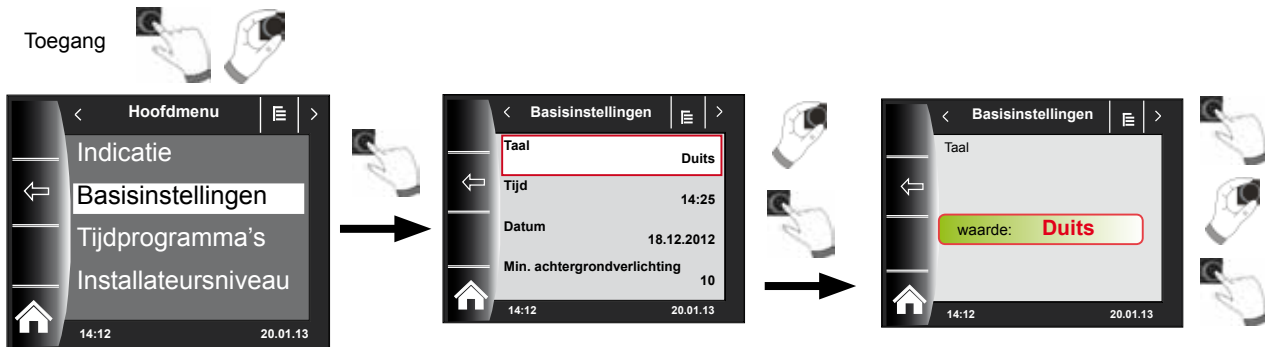 Toegang
Hoofdmenu
Indicatie
Basisinstellingen
Tijdprogramma's
Installateursniveau
14:12 20.01.13
Basisinstellingen
Taal
Duits
Tijd
14:25
Datum
18.12.2012
Min. achtergrondverlichting
10
14:12 20.01.13
Basisinstellingen
Taal
waarde: Duits
14:12 20.01.13